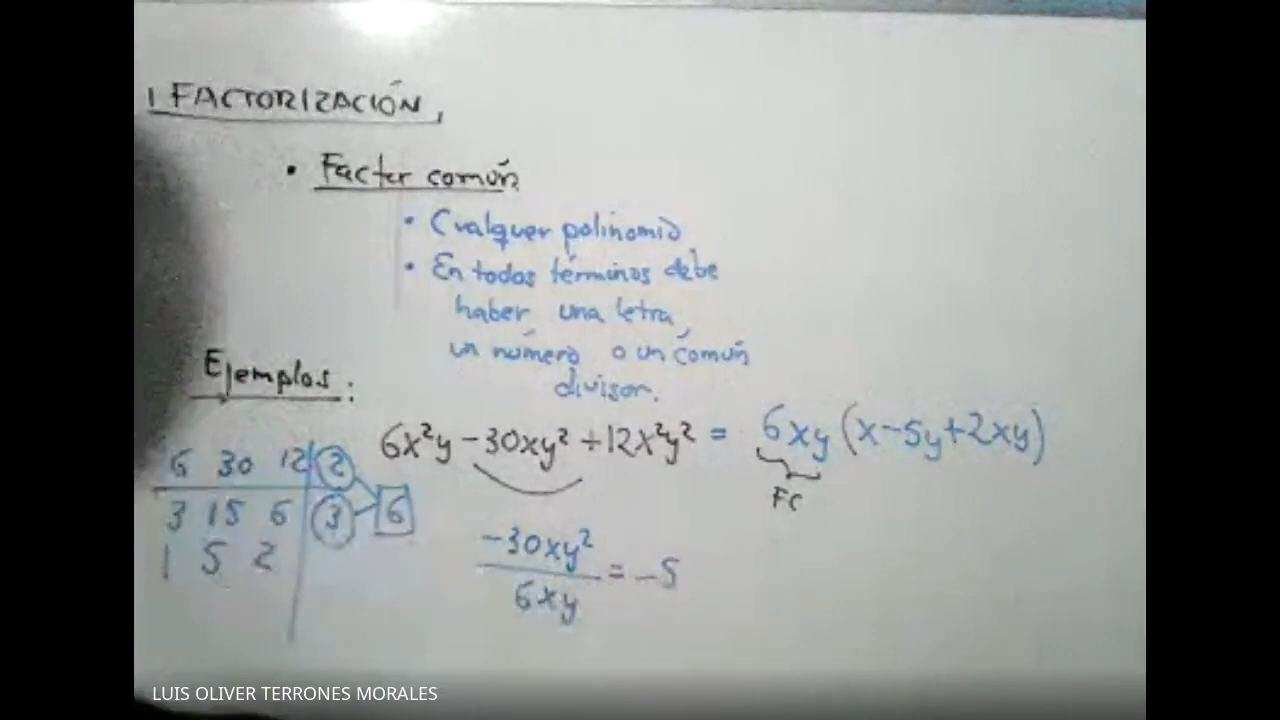 1 FACTORIZACIÓN,
• Factor común
• Cualquer polinomio
• En todos términos debe
haber una letra,
un número o un común
divisor.
Ejemplos:
6x²y - 30xy² + 12x²y² = 6xy (x-5y+2xy)
FC
6 30 12 2
3 15 6 3 6
1 5 2
-30xy²
6xy
= -5
LUIS OLIVER TERRONES MORALES